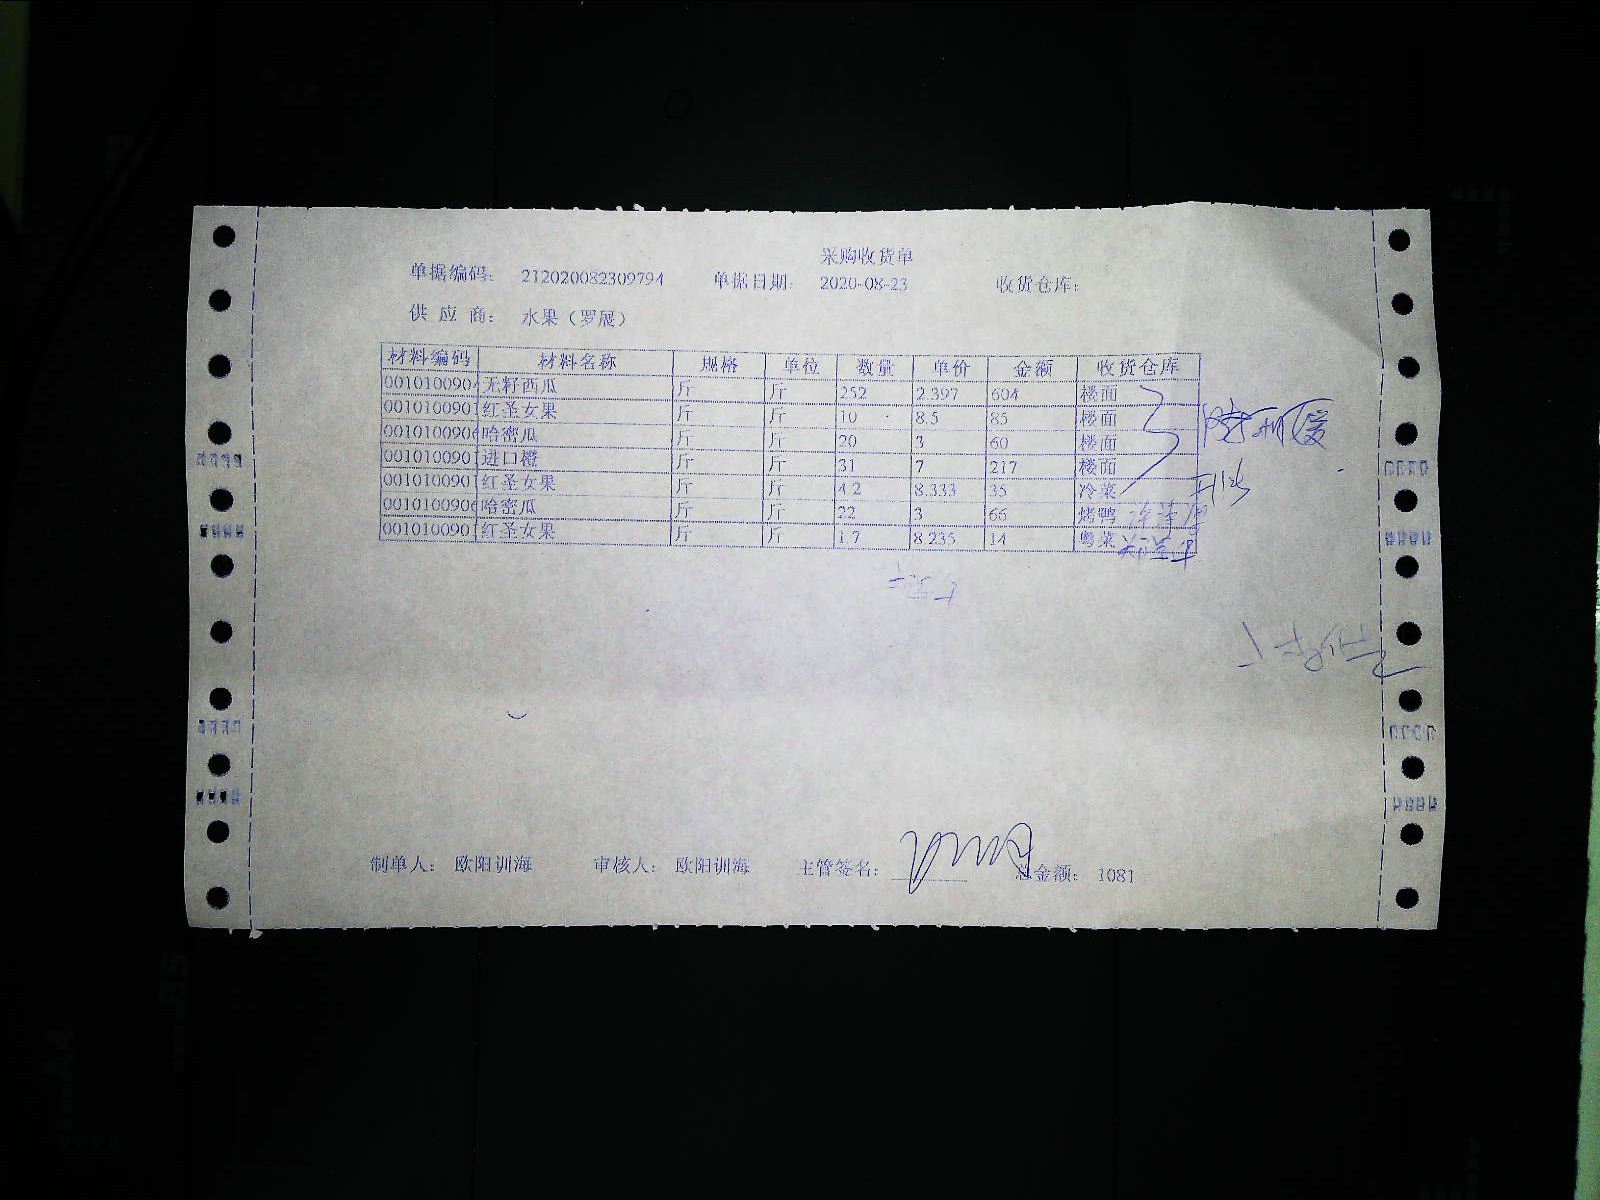 采购收货单
单据编码： 212020082309794 单据日期： 2020-08-23 收货仓库：
供 应 商： 水果（罗展）
材料编码 材料名称 规格 单位 数量 单价 金额 收货仓库
001010090 无籽西瓜 斤 斤 252 2.397 604 楼面
001010090 红圣女果 斤 斤 10 8.5 85 楼面
001010090 哈密瓜 斤 斤 20 3 60 楼面
001010090 进口橙 斤 斤 31 7 217 楼面
001010090 红圣女果 斤 斤 4.2 8.333 35 冷菜
001010090 哈密瓜 斤 斤 22 3 66 烤鸭
001010090 红圣女果 斤 斤 1.7 8.235 14 粤菜
制单人： 欧阳训海 审核人： 欧阳训海 主管签名： 总金额： 1081